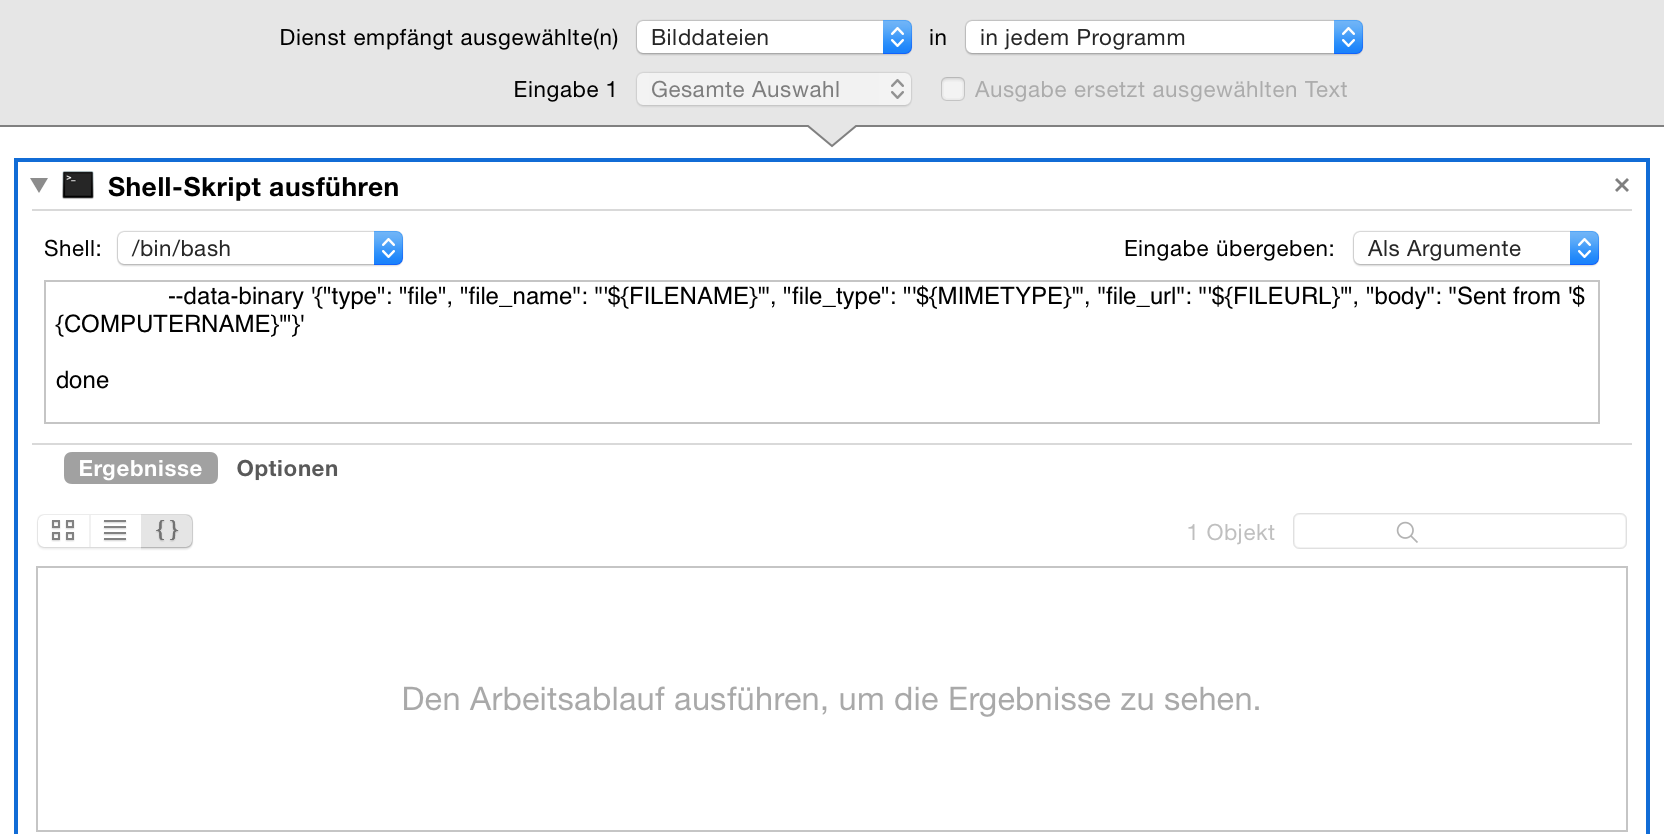 Dienst empfängt ausgewählte(n) Bilddateien in in jedem Programm
Eingabe 1 Gesamte Auswahl Ausgabe ersetzt ausgewählten Text
>_ Shell-Skript ausführen ×
Shell: /bin/bash Eingabe übergeben: Als Argumente
--data-binary '{"type": "file", "file_name": "'${FILENAME}'", "file_type": "'${MIMETYPE}'", "file_url": "'${FILEURL}'", "body": "Sent from '$
{COMPUTERNAME}'"}'
done
Ergebnisse Optionen
{} 1 Objekt
Den Arbeitsablauf ausführen, um die Ergebnisse zu sehen.